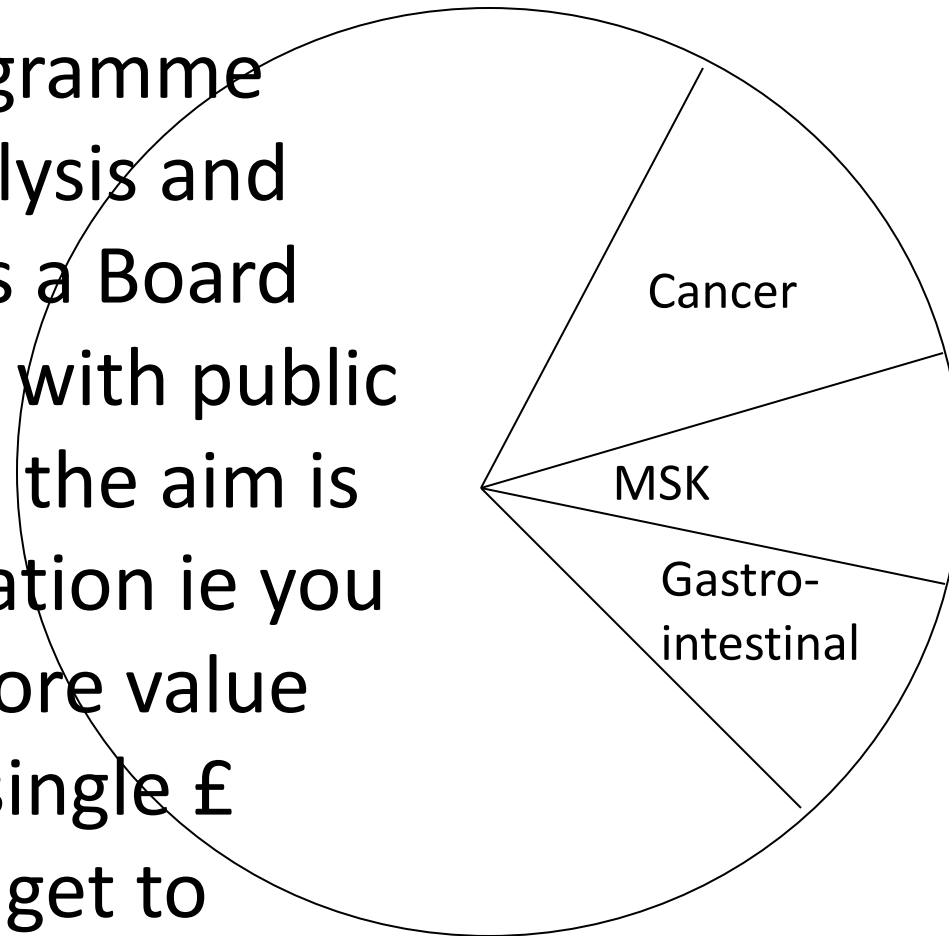 gramme
lysis and
s a Board
with public
the aim is
ation ie you
ore value
single £
get to
Cancer
MSK
Gastro-
intestinal